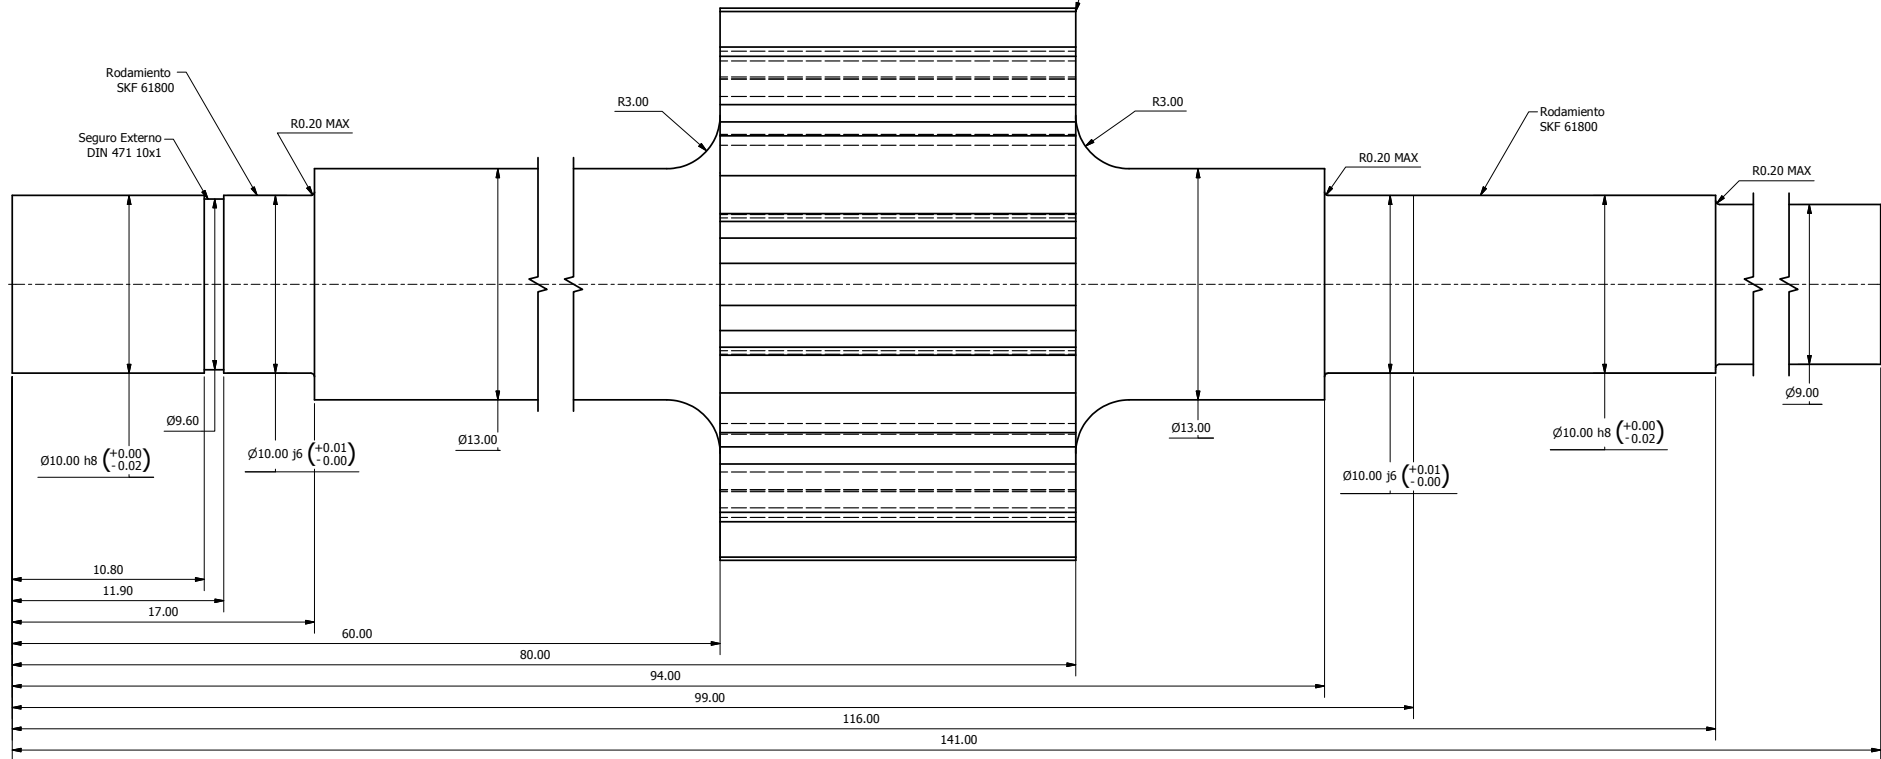 Rodamiento
SKF 61800
Seguro Externo
DIN 471 10x1
R0.20 MAX
R3.00
R3.00
Rodamiento
SKF 61800
R0.20 MAX
R0.20 MAX
Ø9.60
Ø10.00 h8 (+0.00
-0.02)
Ø10.00 j6 (+0.01
-0.00)
Ø13.00
Ø13.00
Ø10.00 j6 (+0.01
-0.00)
Ø10.00 h8 (+0.00
-0.02)
Ø9.00
10.80
11.90
17.00
60.00
80.00
94.00
99.00
116.00
141.00